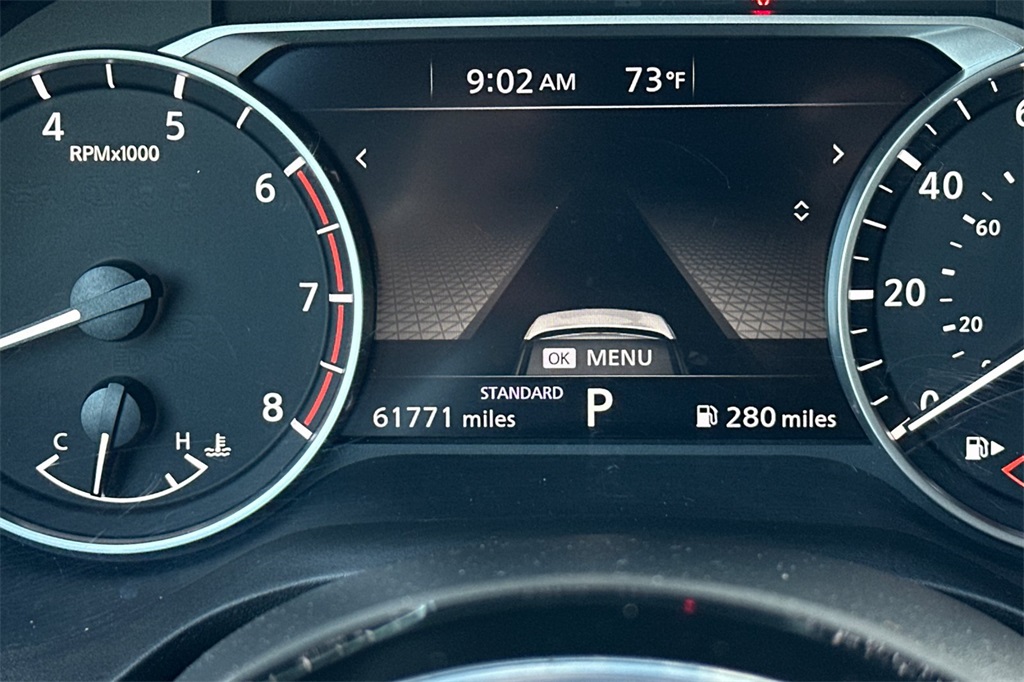 9:02 AM 73°F
4 5 6 7 8
RPMx1000
C H
< >
OK MENU
STANDARD
61771 miles P 280 miles
40 20 0
60 20